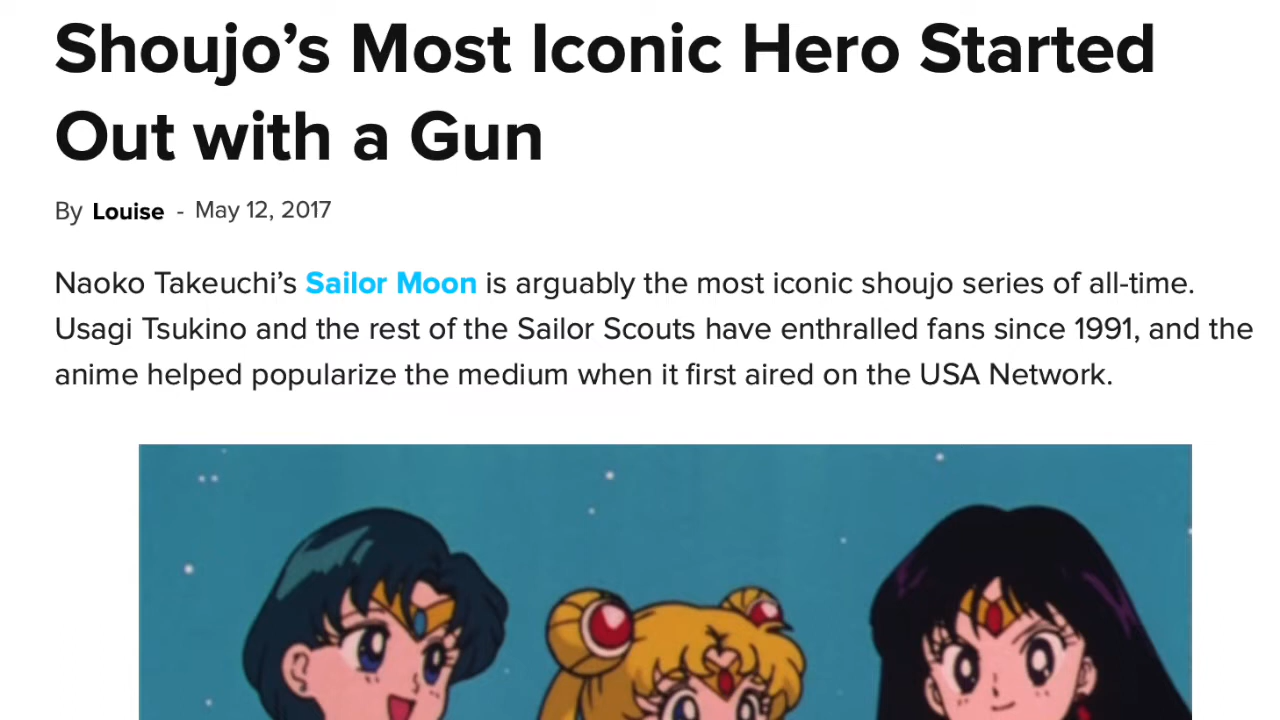 Shoujo’s Most Iconic Hero Started
Out with a Gun
By Louise - May 12, 2017
Naoko Takeuchi’s Sailor Moon is arguably the most iconic shoujo series of all-time.
Usagi Tsukino and the rest of the Sailor Scouts have enthralled fans since 1991, and the
anime helped popularize the medium when it first aired on the USA Network.